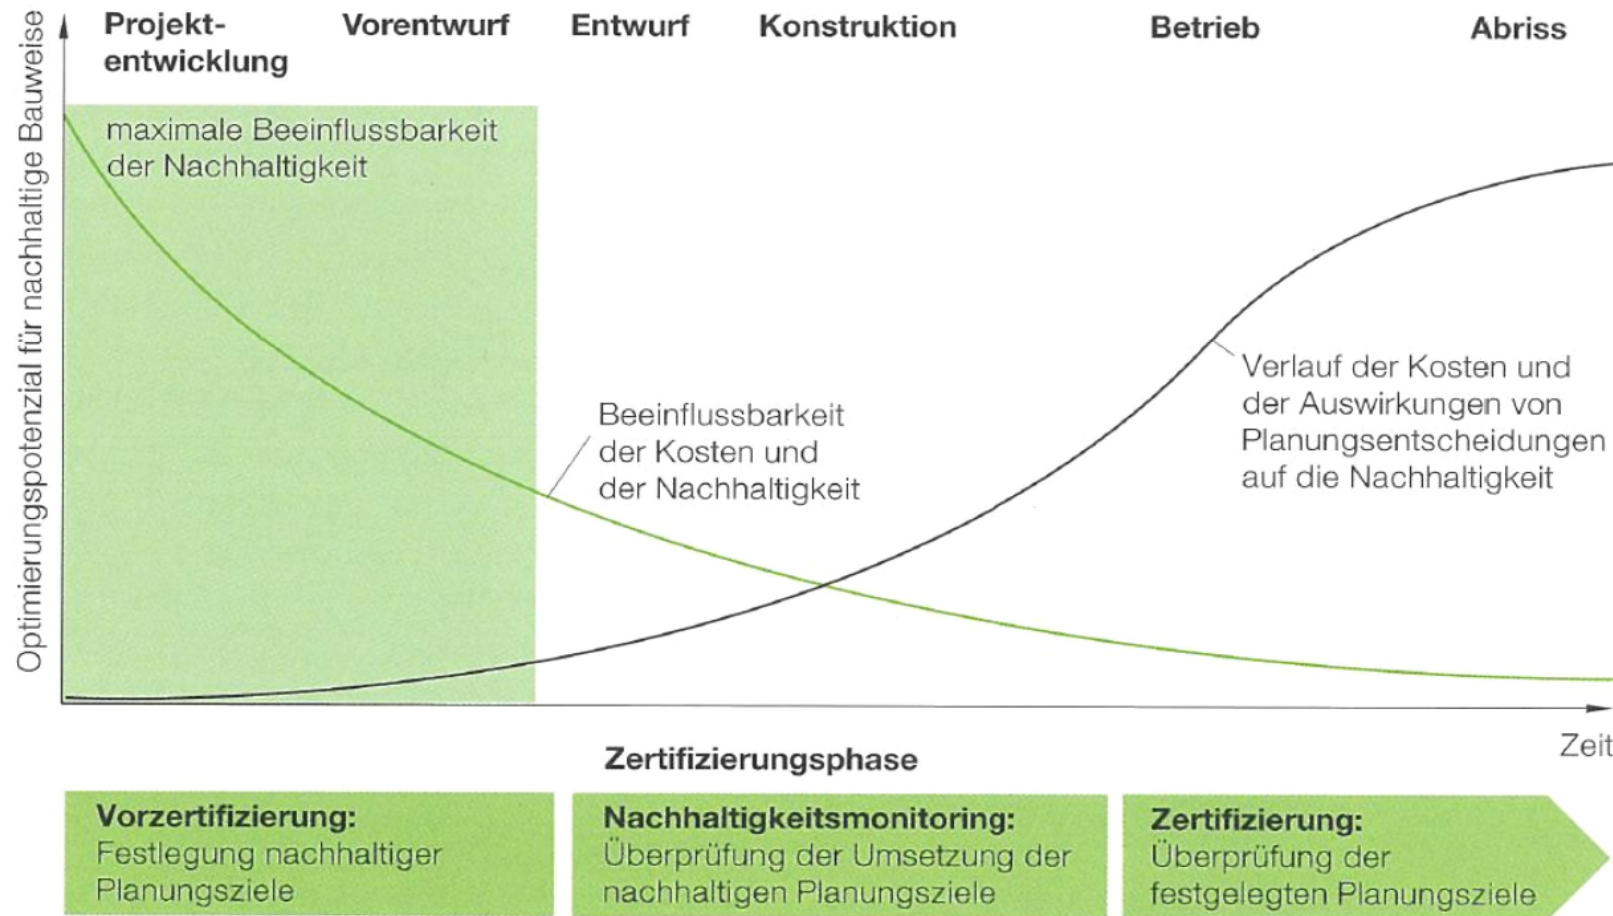 Optimierungspotenzial für nachhaltige Bauweise
Projekt-
entwicklung
Vorentwurf
Entwurf
Konstruktion
Betrieb
Abriss
maximale Beeinflussbarkeit
der Nachhaltigkeit
Beeinflussbarkeit
der Kosten und
der Nachhaltigkeit
Verlauf der Kosten und
der Auswirkungen von
Planungsentscheidungen
auf die Nachhaltigkeit
Zeit
Zertifizierungsphase
Vorzertifizierung:
Festlegung nachhaltiger
Planungsziele
Nachhaltigkeitsmonitoring:
Überprüfung der Umsetzung der
nachhaltigen Planungsziele
Zertifizierung:
Überprüfung der
festgelegten Planungsziele